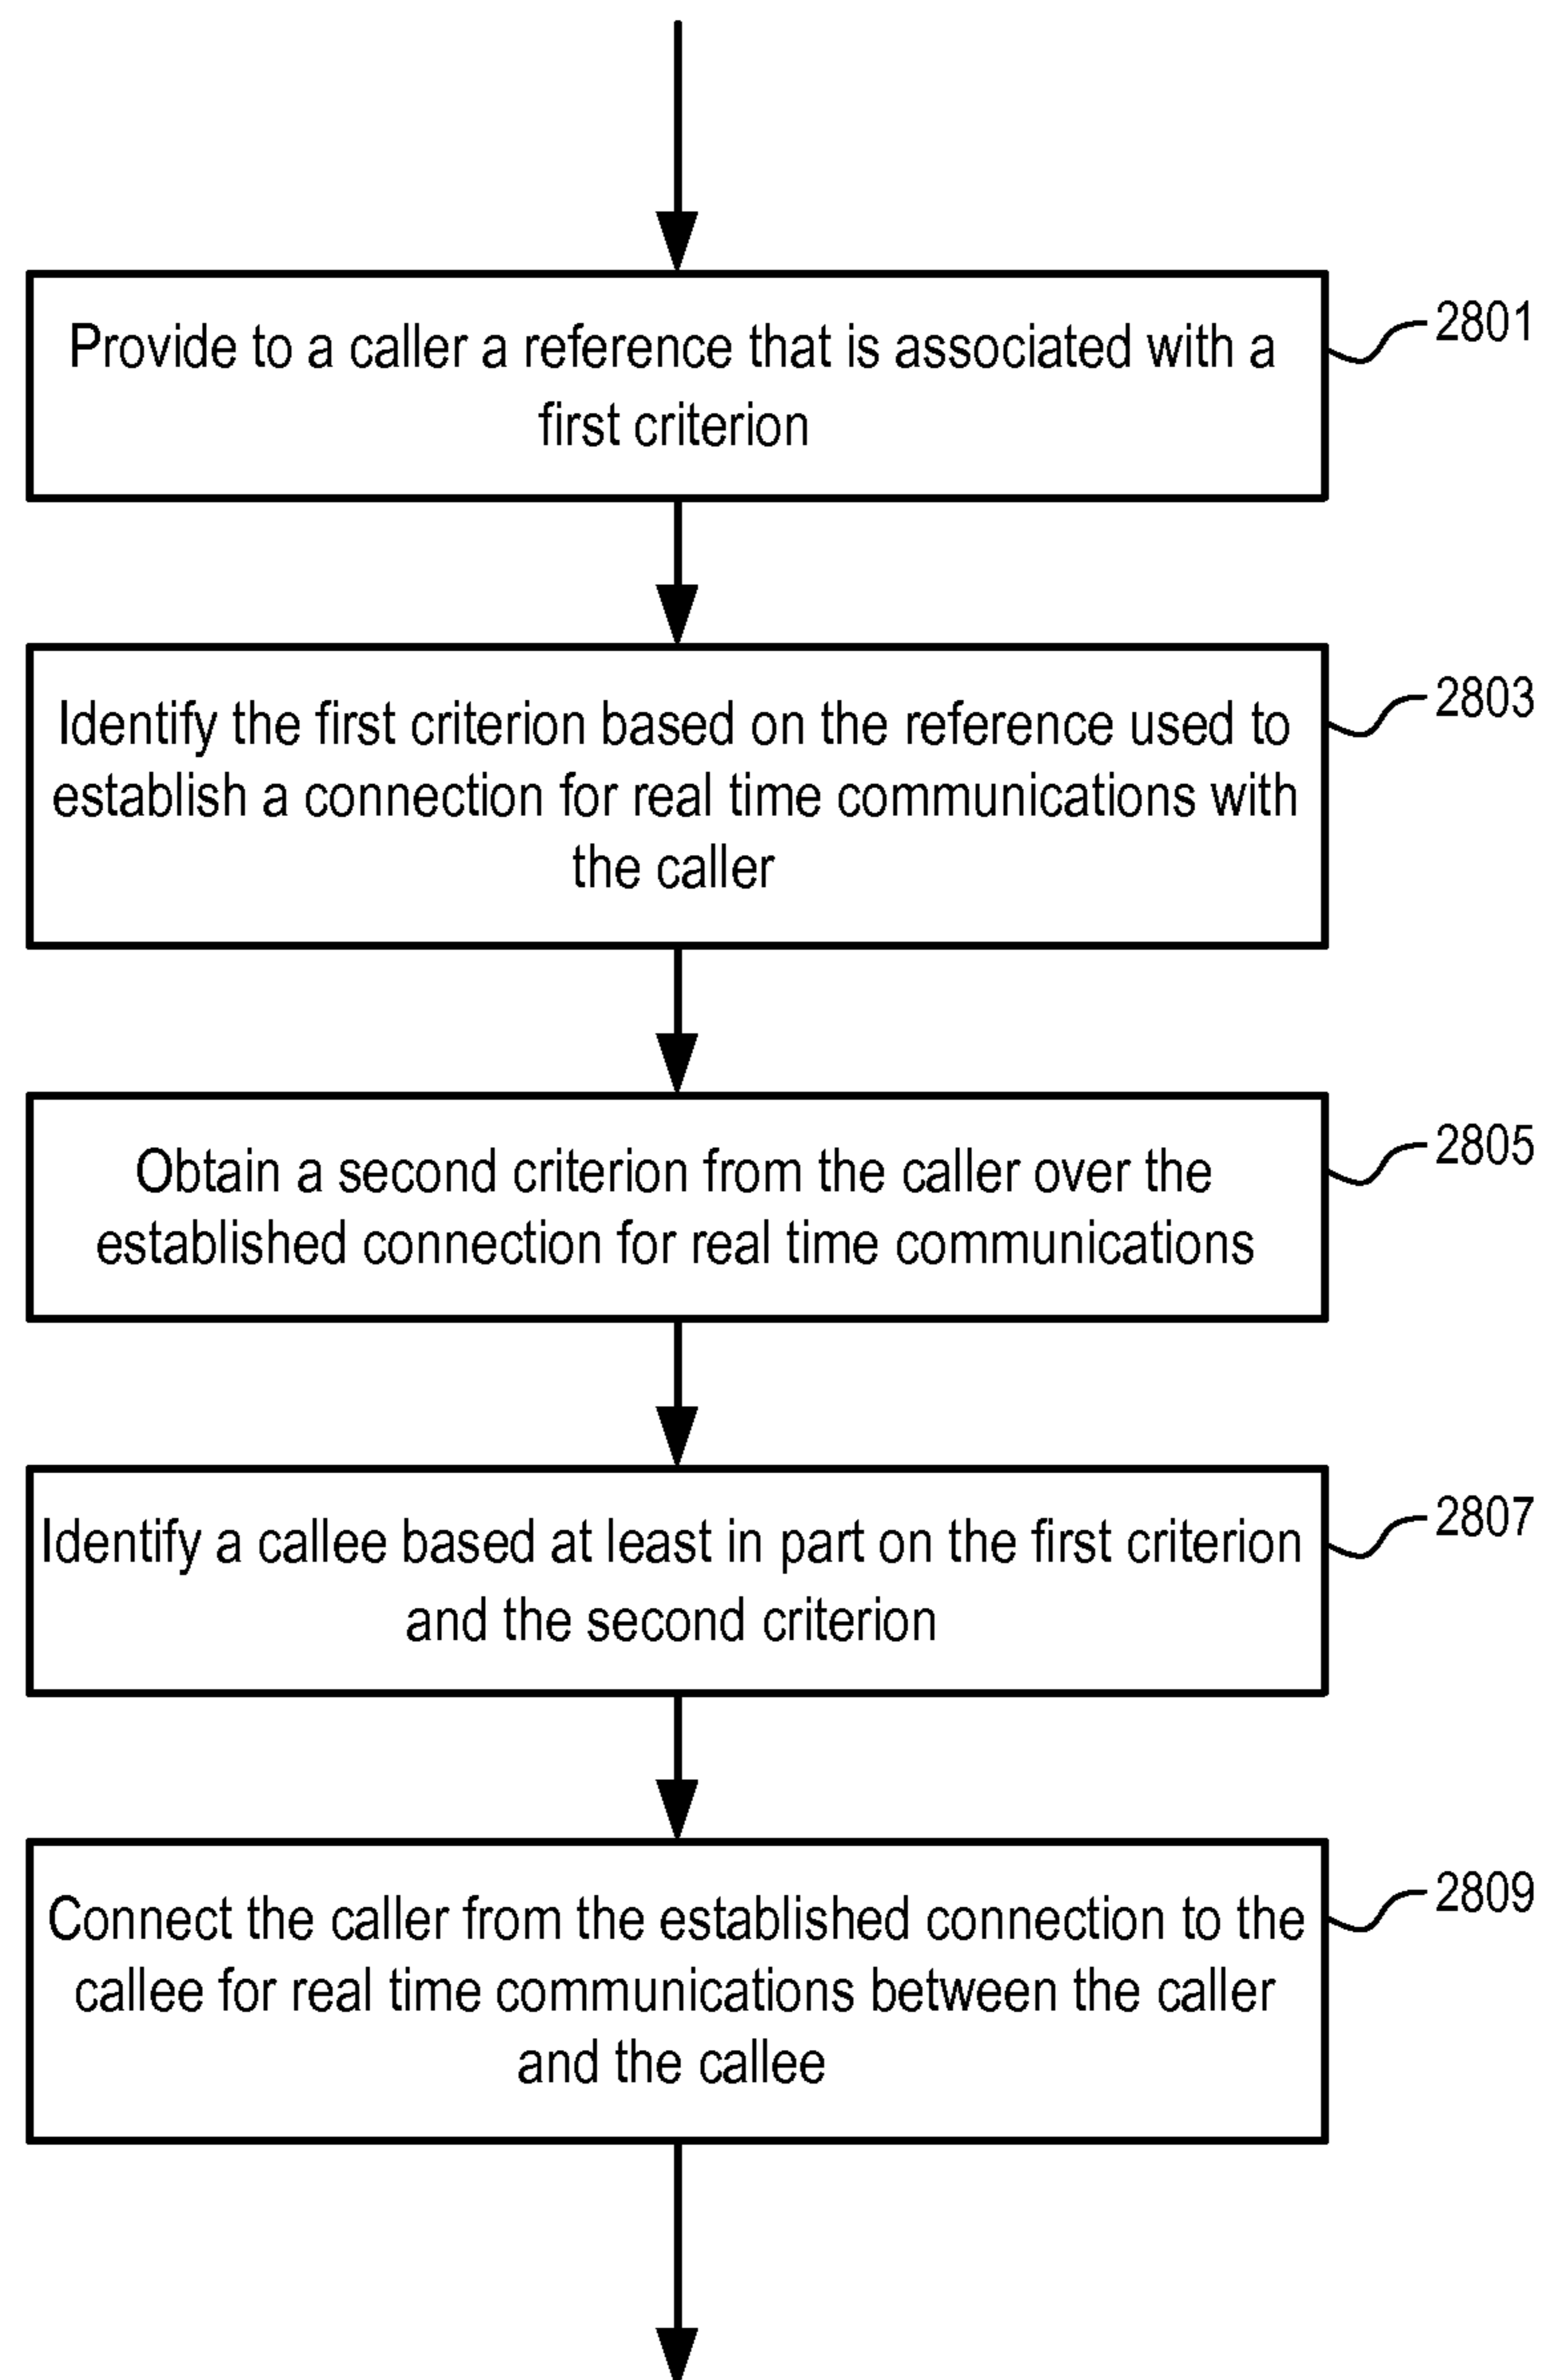 Provide to a caller a reference that is associated with a
first criterion
2801
Identify the first criterion based on the reference used to
establish a connection for real time communications with
the caller
2803
Obtain a second criterion from the caller over the
established connection for real time communications
2805
Identify a callee based at least in part on the first criterion
and the second criterion
2807
Connect the caller from the established connection to the
callee for real time communications between the caller
and the callee
2809